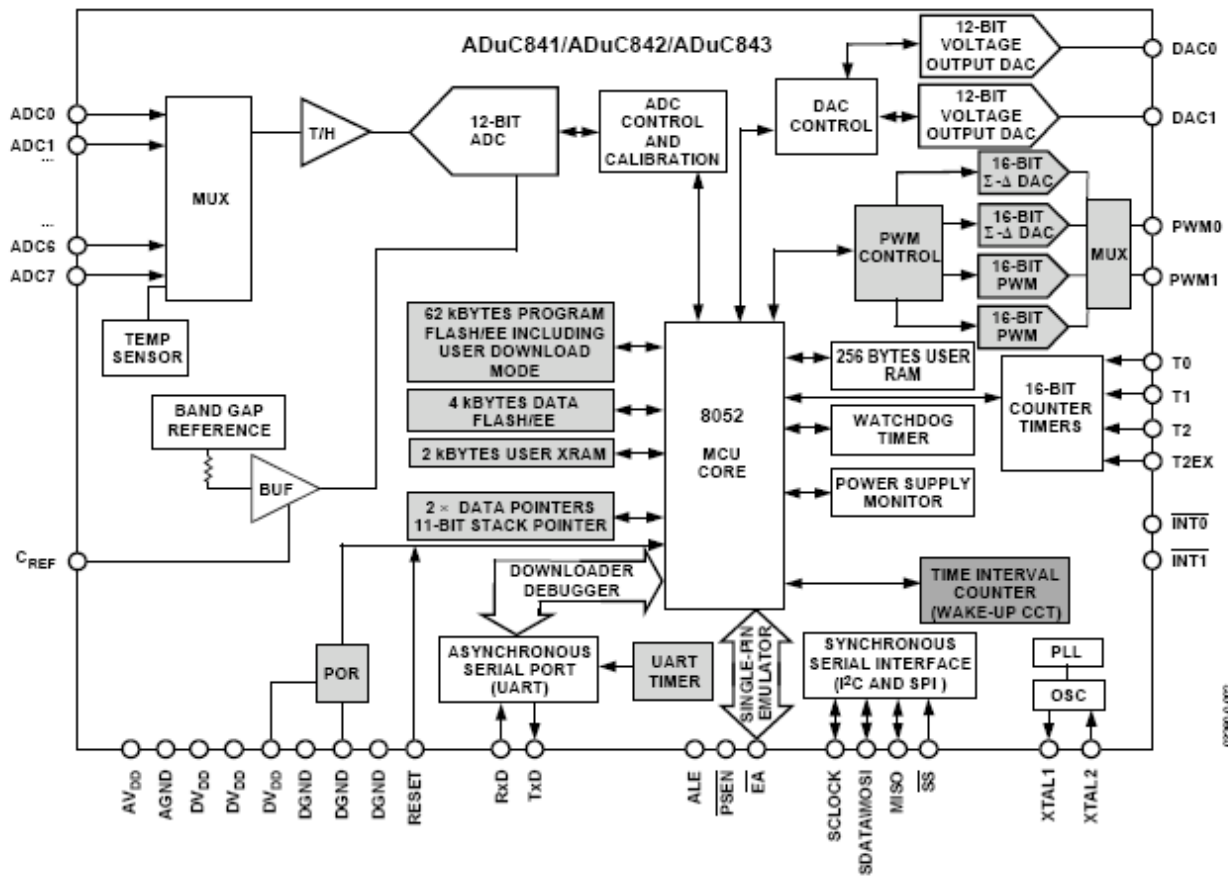 ADuC841/ADuC842/ADuC843
ADC0
ADC1
...
...
ADC6
ADC7
MUX
T/H
12-BIT
ADC
ADC
CONTROL
AND
CALIBRATION
DAC
CONTROL
12-BIT
VOLTAGE
OUTPUT DAC
DAC0
12-BIT
VOLTAGE
OUTPUT DAC
DAC1
PWM
CONTROL
16-BIT
Σ-Δ DAC
16-BIT
Σ-Δ DAC
16-BIT
PWM
16-BIT
PWM
MUX
PWM0
PWM1
TEMP
SENSOR
BAND GAP
REFERENCE
BUF
CREF
62 kBYTES PROGRAM
FLASH/EE INCLUDING
USER DOWNLOAD
MODE
4 kBYTES DATA
FLASH/EE
2 kBYTES USER XRAM
2 × DATA POINTERS
11-BIT STACK POINTER
8052
MCU
CORE
256 BYTES USER
RAM
WATCHDOG
TIMER
POWER SUPPLY
MONITOR
16-BIT
COUNTER
TIMERS
T0
T1
T2
T2EX
INT0
INT1
DOWNLOADER
DEBUGGER
TIME INTERVAL
COUNTER
(WAKE-UP CCT)
POR
ASYNCHRONOUS
SERIAL PORT
(UART)
UART
TIMER
SINGLE-PIN
EMULATOR
SYNCHRONOUS
SERIAL INTERFACE
(I²C AND SPI )
PLL
OSC
AVDD
AGND
DVDD
DVDD
DVDD
DGND
DGND
DGND
RESET
RxD
TxD
ALE
PSEN
EA
SCLOCK
SDATA\MOSI
MISO
SS
XTAL1
XTAL2